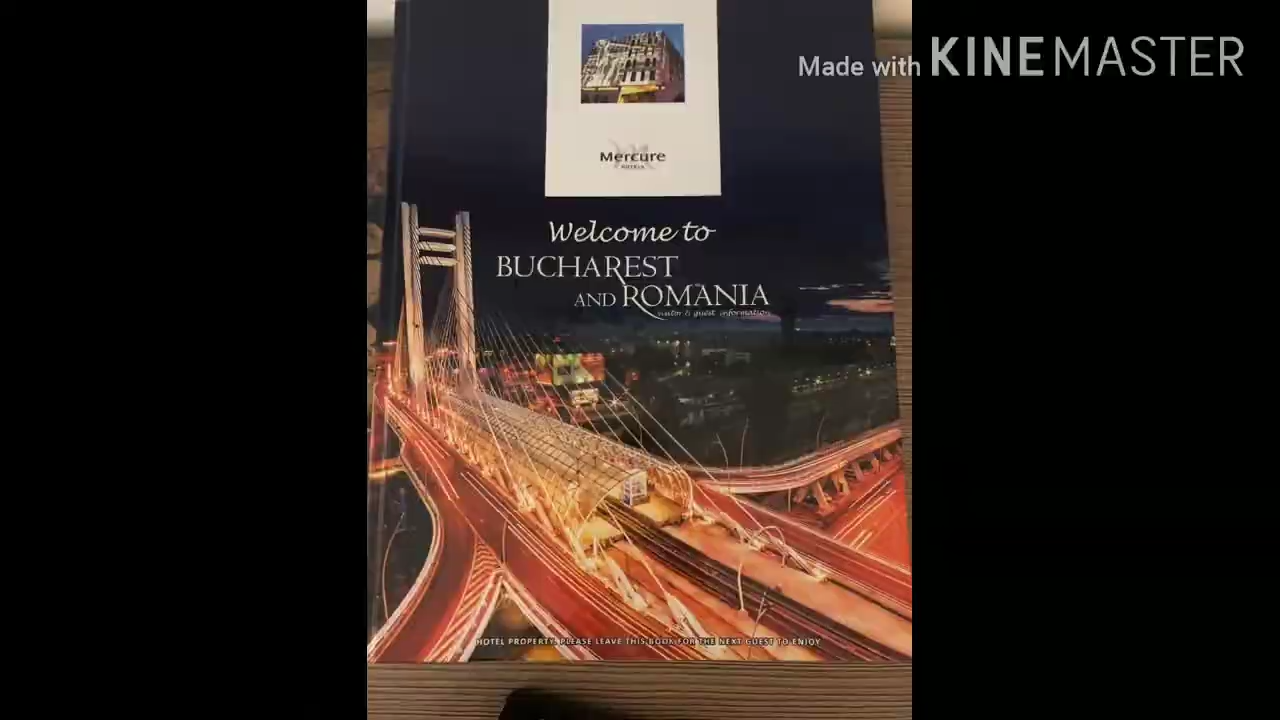 Made with KINEMASTER
Mercure
HOTELS
Welcome to
BUCHAREST
AND ROMANIA
visitor & guest information
HOTEL PROPERTY. PLEASE LEAVE THIS BOOK FOR THE NEXT GUEST TO ENJOY